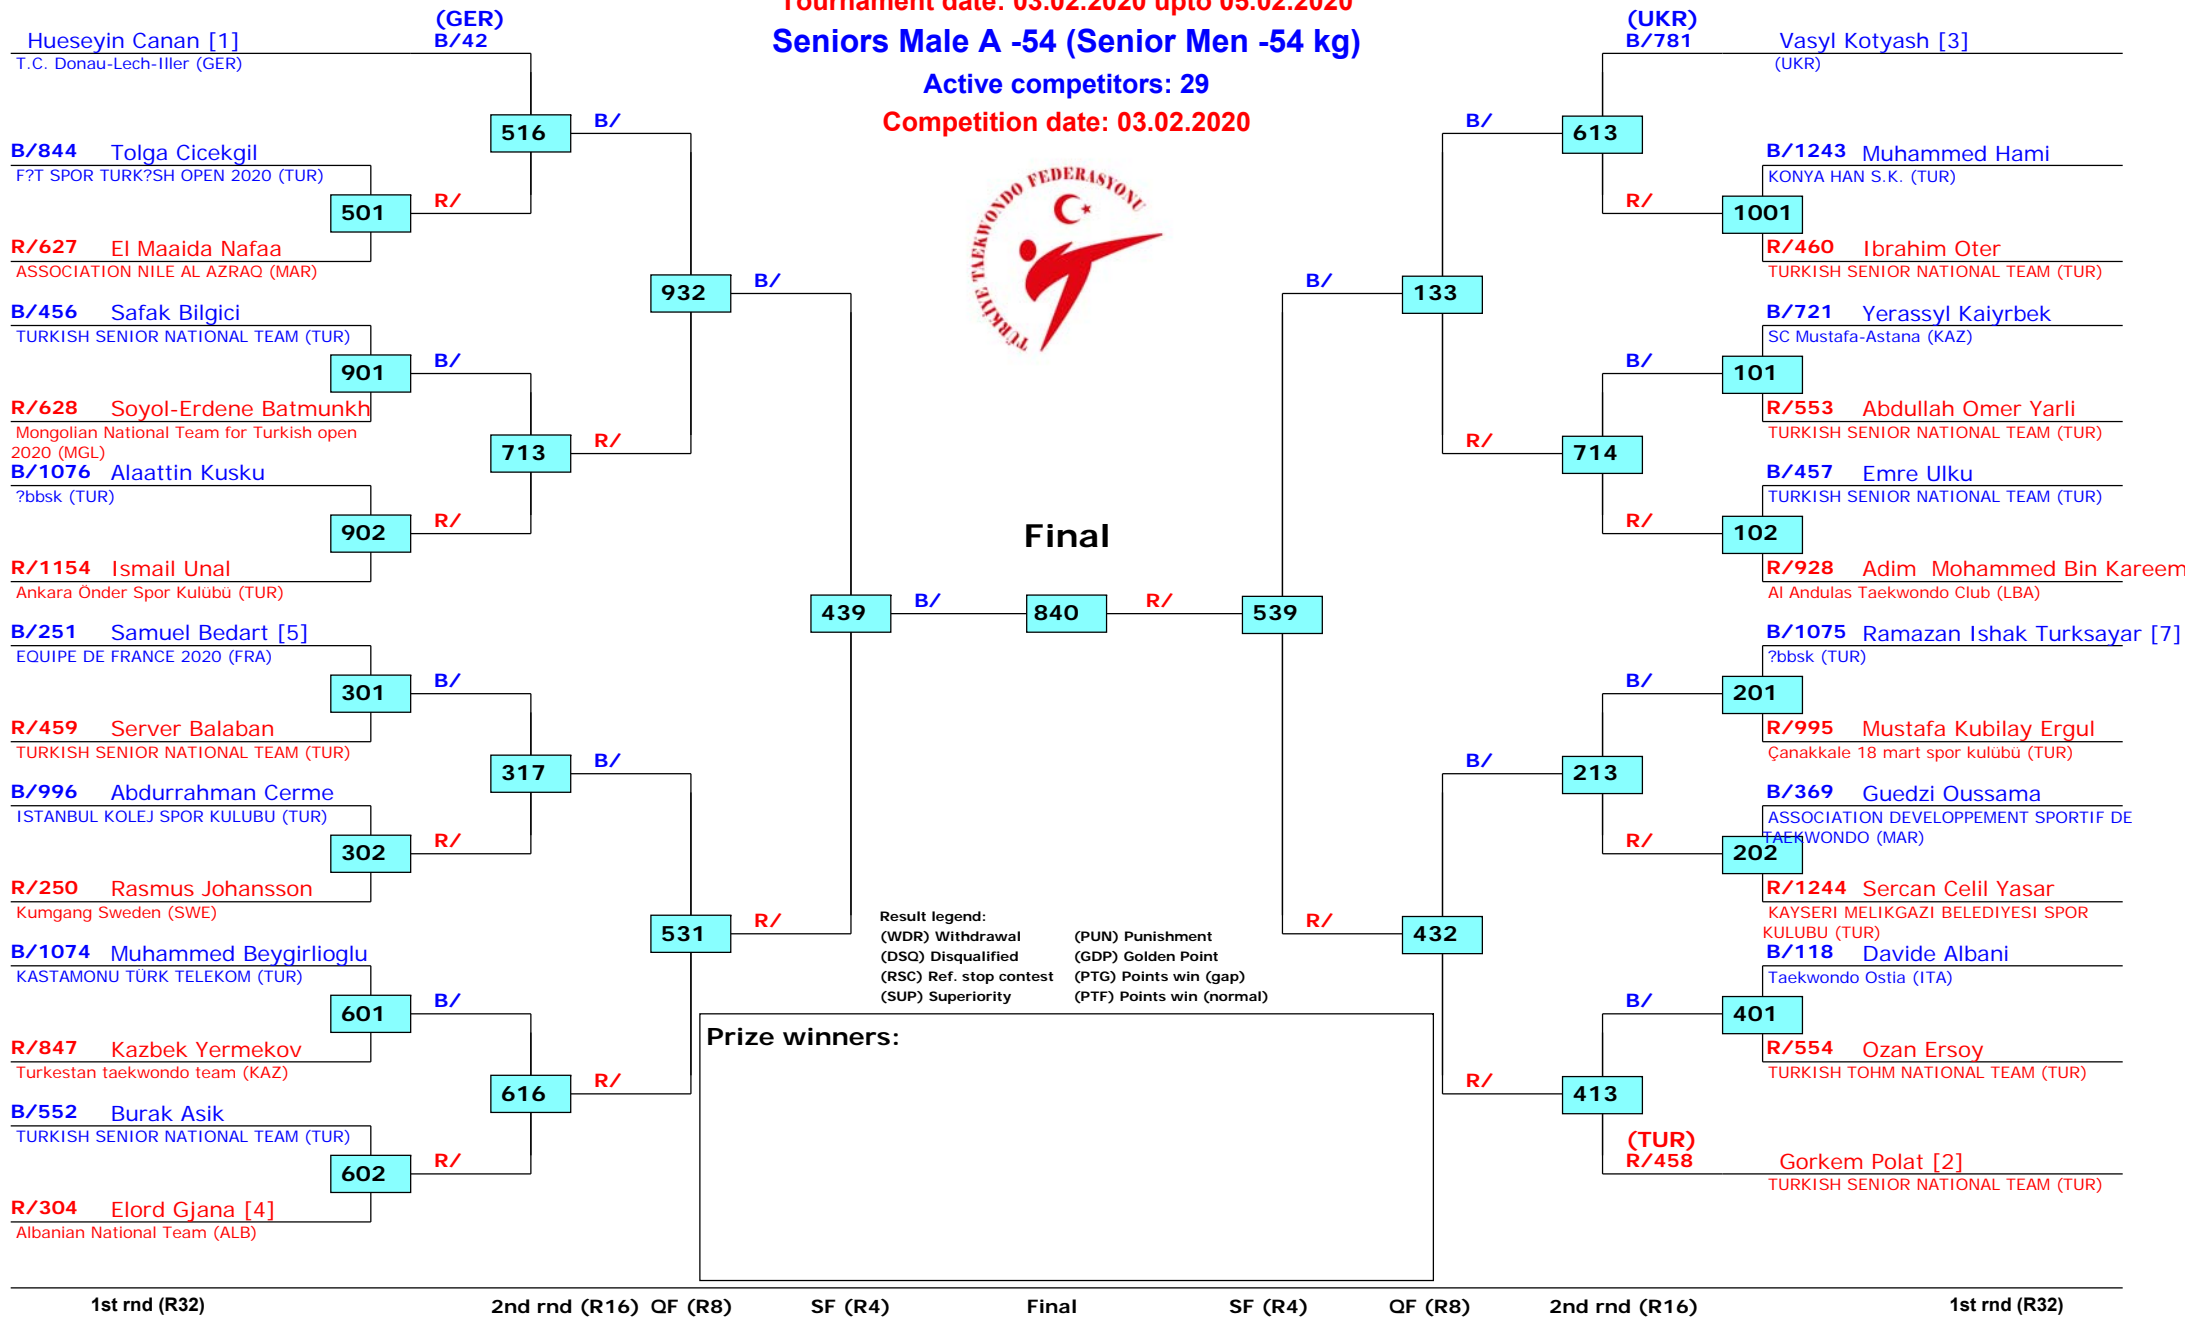 Tournament date: 03.02.2020 upto 05.02.2020
Seniors Male A -54 (Senior Men -54 kg)
Active competitors: 29
Competition date: 03.02.2020
TÜRKİYE TAEKWONDO FEDERASYONU
(GER)
Hueseyin Canan [1] B/42
T.C. Donau-Lech-Iller (GER)
516 B/
B/844 Tolga Cicekgil
F?T SPOR TURK?SH OPEN 2020 (TUR)
501 R/
R/627 El Maaida Nafaa
ASSOCIATION NILE AL AZRAQ (MAR)
932 B/
B/456 Safak Bilgici
TURKISH SENIOR NATIONAL TEAM (TUR)
901 B/
R/628 Soyol-Erdene Batmunkh
Mongolian National Team for Turkish open
2020 (MGL)
713 R/
B/1076 Alaattin Kusku
?bbsk (TUR)
902 R/
R/1154 Ismail Unal
Ankara Önder Spor Kulübü (TUR)
439 B/
B/251 Samuel Bedart [5]
EQUIPE DE FRANCE 2020 (FRA)
301 B/
R/459 Server Balaban
TURKISH SENIOR NATIONAL TEAM (TUR)
317 B/
B/996 Abdurrahman Cerme
ISTANBUL KOLEJ SPOR KULUBU (TUR)
302 R/
R/250 Rasmus Johansson
Kumgang Sweden (SWE)
531 R/
B/1074 Muhammed Beygirlioglu
KASTAMONU TÜRK TELEKOM (TUR)
601 B/
R/847 Kazbek Yermekov
Turkestan taekwondo team (KAZ)
616 R/
B/552 Burak Asik
TURKISH SENIOR NATIONAL TEAM (TUR)
602 R/
R/304 Elord Gjana [4]
Albanian National Team (ALB)
Final
840
(UKR)
B/781 Vasyl Kotyash [3]
(UKR)
B/ 613
B/1243 Muhammed Hami
KONYA HAN S.K. (TUR)
R/ 1001
R/460 Ibrahim Oter
TURKISH SENIOR NATIONAL TEAM (TUR)
B/ 133
B/721 Yerassyl Kaiyrbek
SC Mustafa-Astana (KAZ)
B/ 101
R/553 Abdullah Omer Yarli
TURKISH SENIOR NATIONAL TEAM (TUR)
R/ 714
B/457 Emre Ulku
TURKISH SENIOR NATIONAL TEAM (TUR)
R/ 102
R/928 Adim Mohammed Bin Kareem
Al Andulas Taekwondo Club (LBA)
R/ 539
B/1075 Ramazan Ishak Turksayar [7]
?bbsk (TUR)
B/ 201
R/995 Mustafa Kubilay Ergul
Çanakkale 18 mart spor kulübü (TUR)
B/ 213
B/369 Guedzi Oussama
ASSOCIATION DEVELOPPEMENT SPORTIF DE
TAEKWONDO (MAR)
R/ 202
R/1244 Sercan Celil Yasar
KAYSERI MELIKGAZI BELEDIYESI SPOR
KULUBU (TUR)
R/ 432
B/118 Davide Albani
Taekwondo Ostia (ITA)
B/ 401
R/554 Ozan Ersoy
TURKISH TOHM NATIONAL TEAM (TUR)
R/ 413
(TUR)
R/458 Gorkem Polat [2]
TURKISH SENIOR NATIONAL TEAM (TUR)
Result legend:
(WDR) Withdrawal (PUN) Punishment
(DSQ) Disqualified (GDP) Golden Point
(RSC) Ref. stop contest (PTG) Points win (gap)
(SUP) Superiority (PTF) Points win (normal)
Prize winners:
1st rnd (R32) 2nd rnd (R16) QF (R8) SF (R4) Final SF (R4) QF (R8) 2nd rnd (R16) 1st rnd (R32)